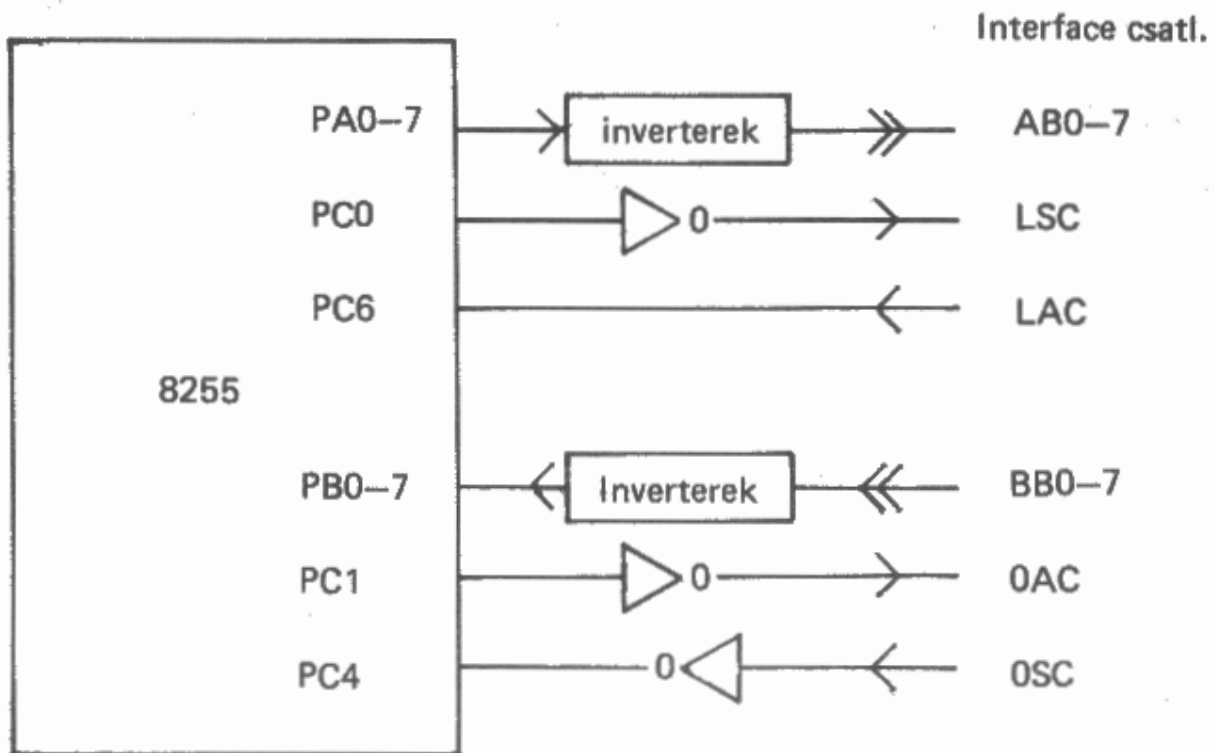 Interface csatl.
PA0–7 inverterek AB0–7
PC0 0 LSC
PC6 LAC
8255
PB0–7 Inverterek BB0–7
PC1 0 0AC
PC4 0 0SC